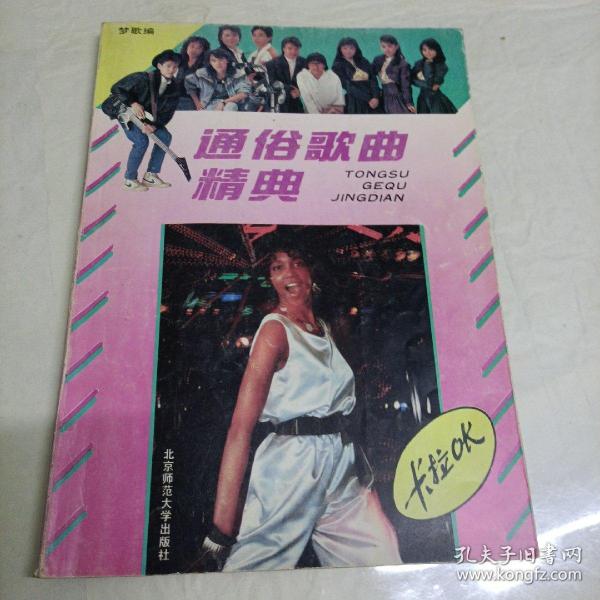 梦歌编
通俗歌曲
精典
TONGSU
GEQU
JINGDIAN
北京师范大学出版社
卡拉OK
孔夫子旧书网
www.kongfz.com